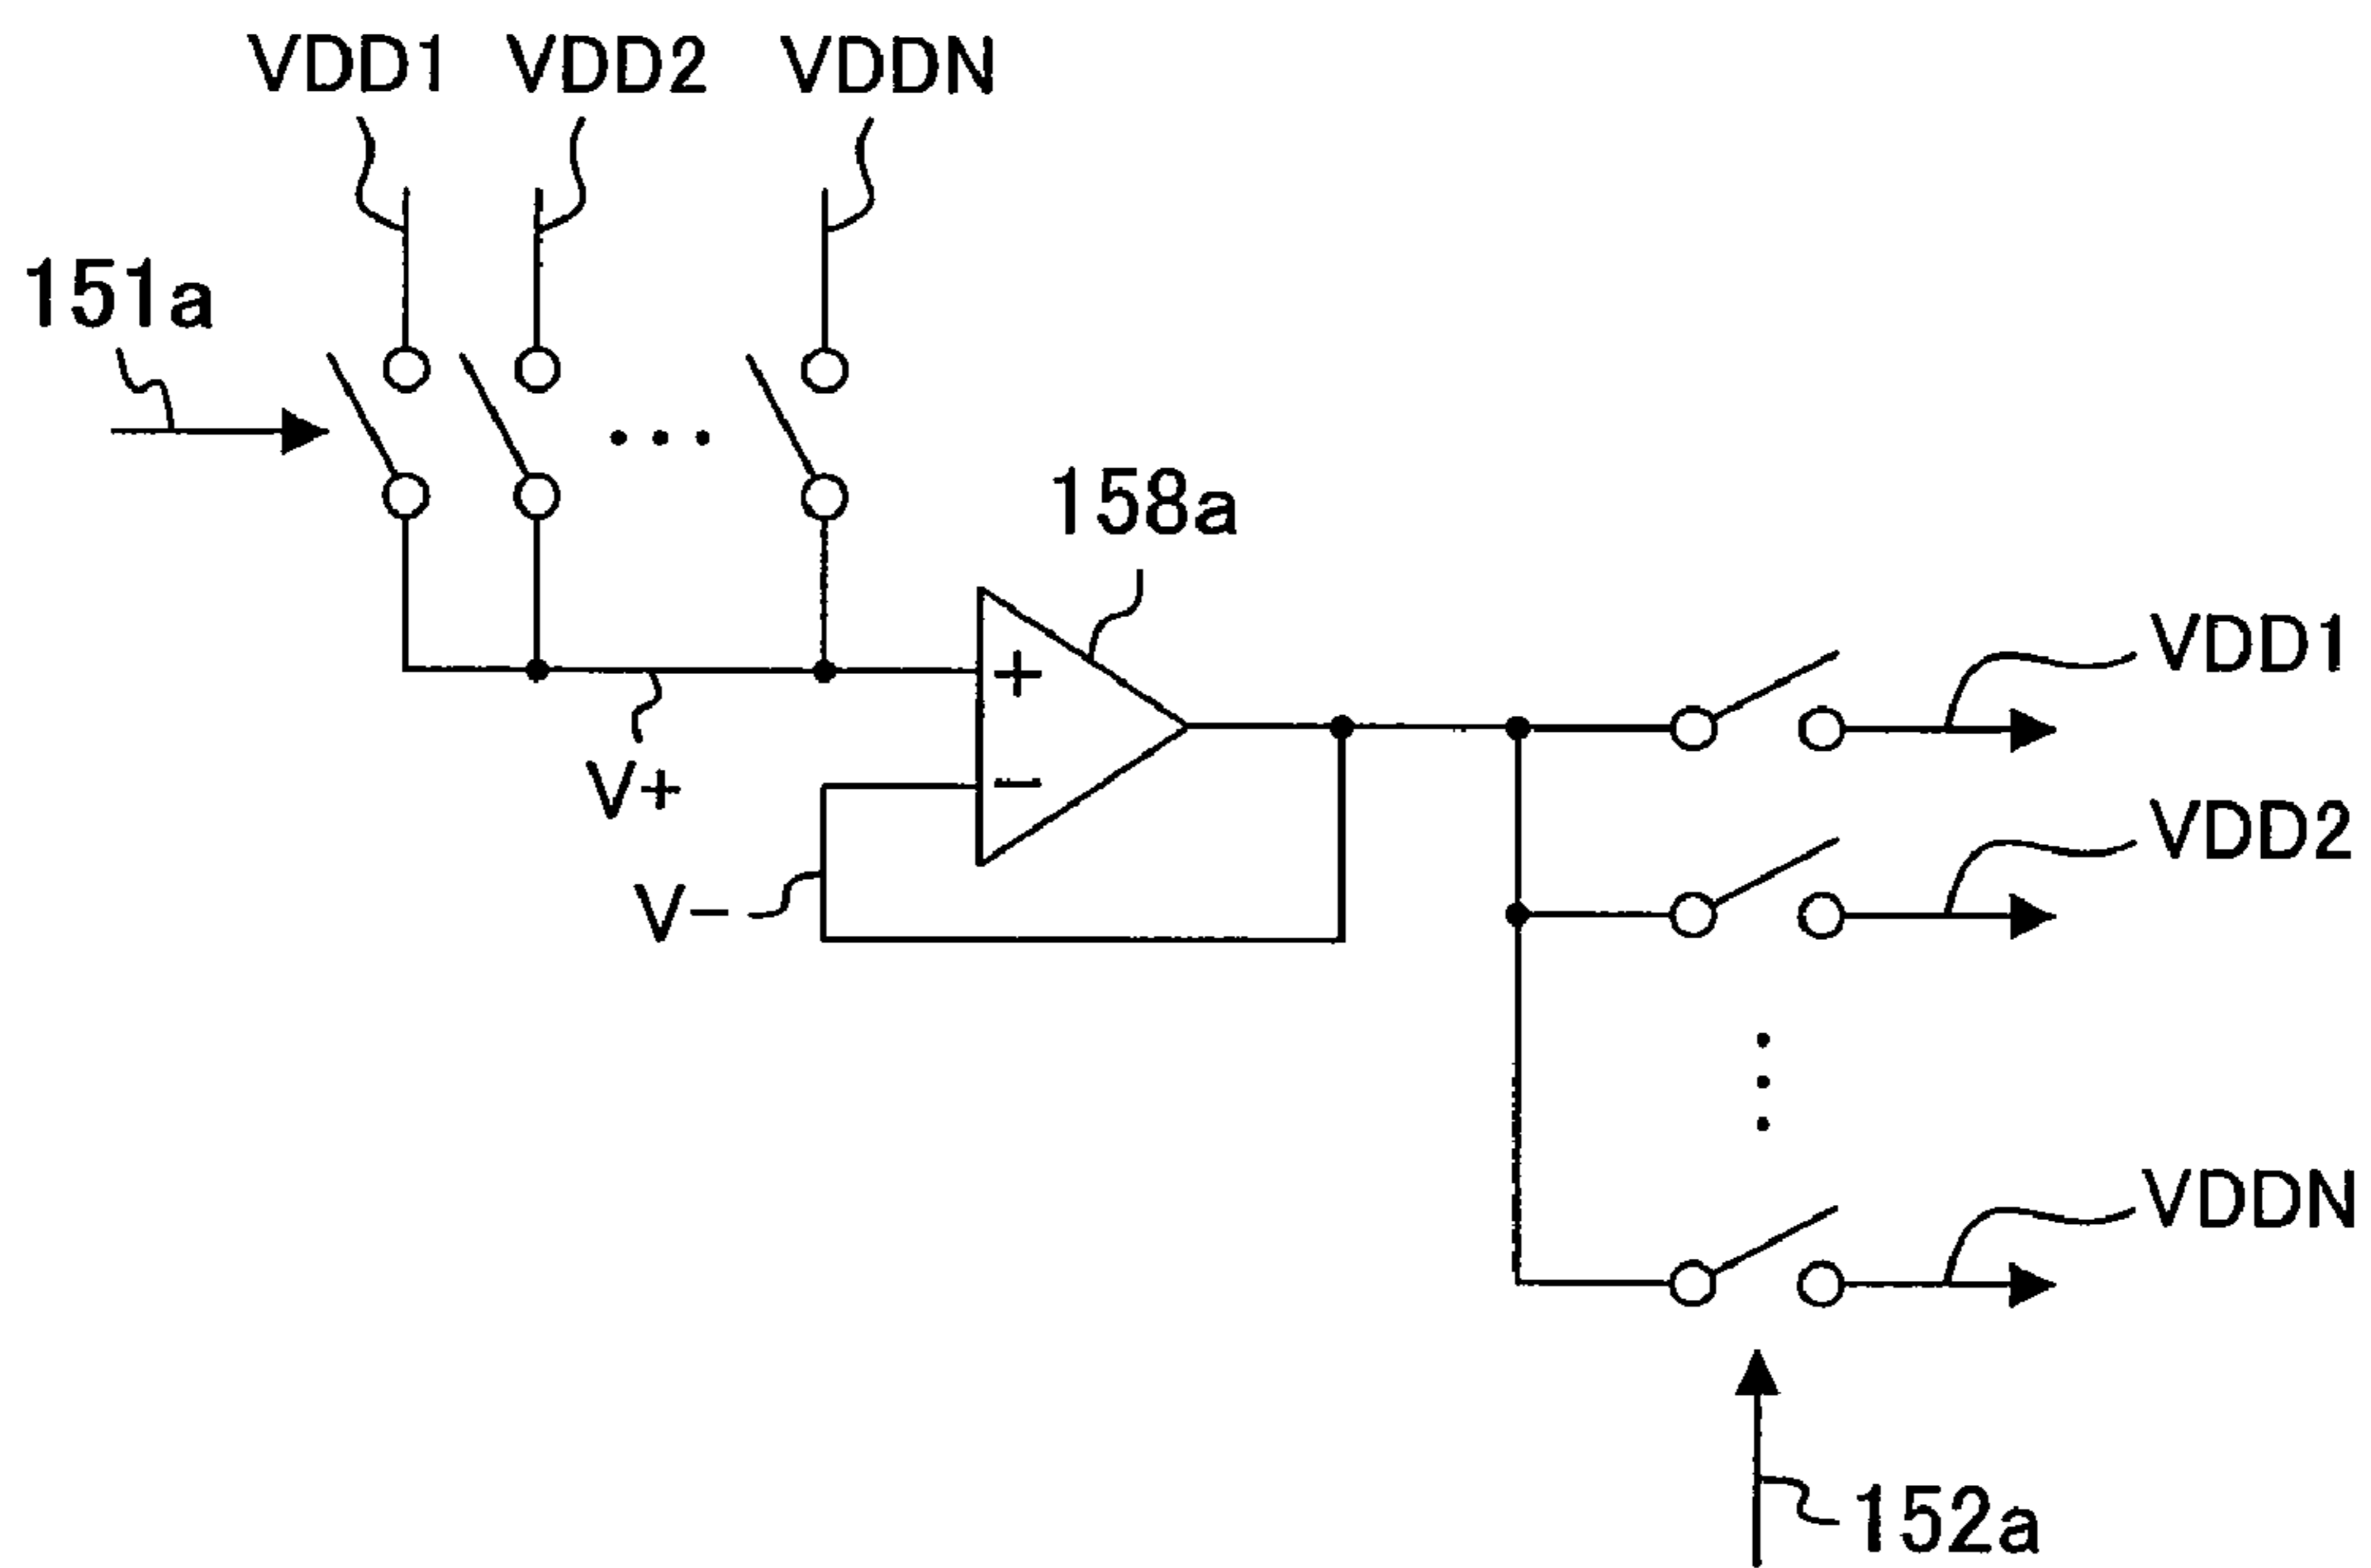 VDD1 VDD2 VDDN
151a
158a
+
V+
−
V−
VDD1
VDD2
VDDN
152a